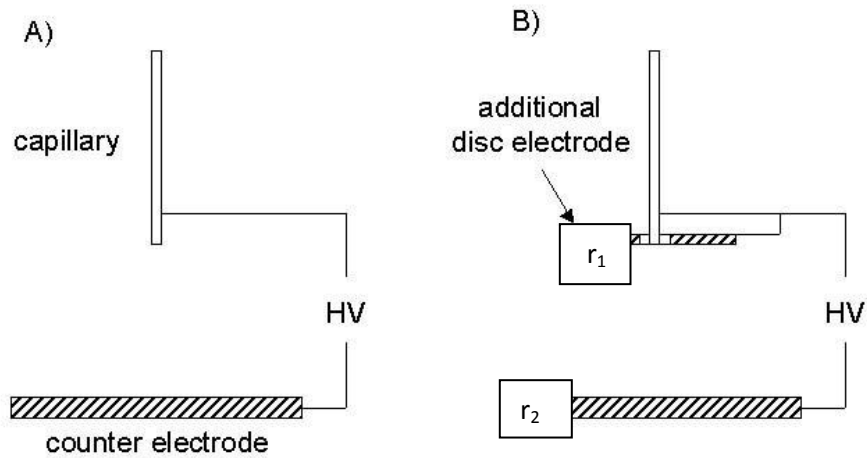 A)
capillary
HV
counter electrode
B)
additional
disc electrode
r₁
HV
r₂